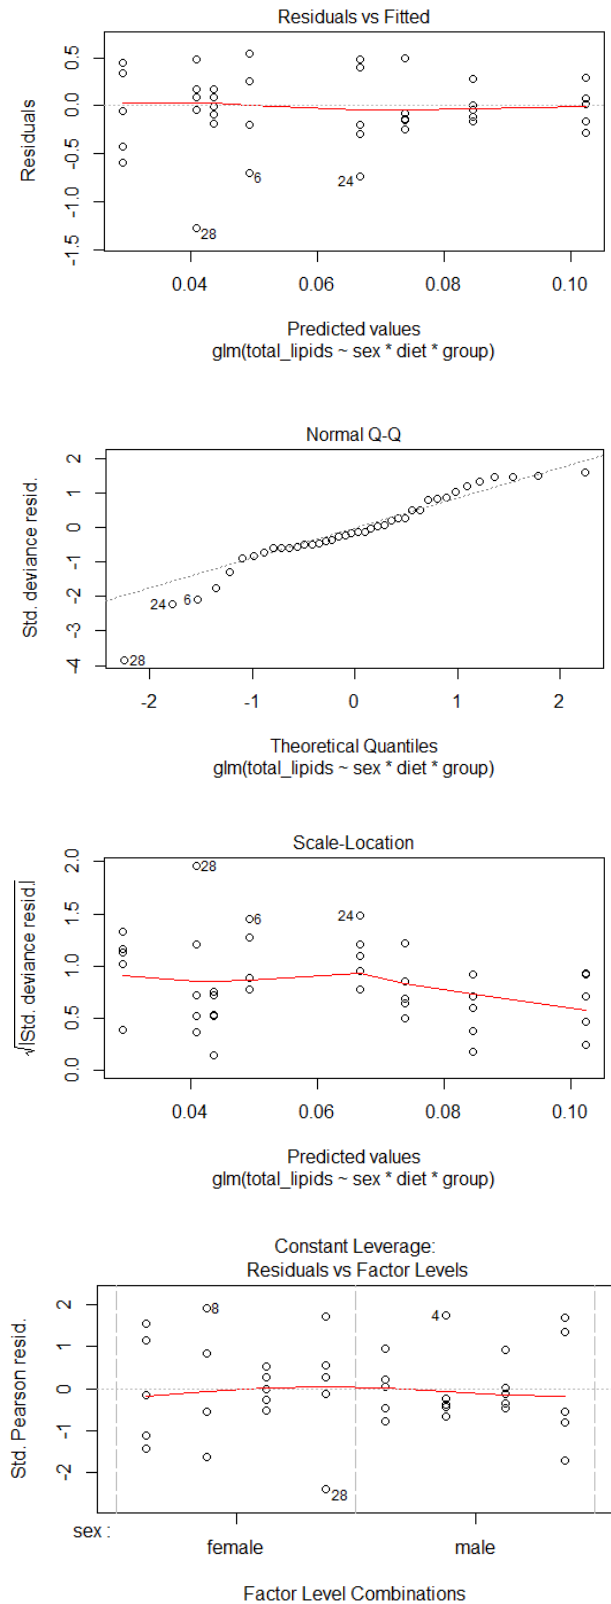 Residuals vs Fitted
Residuals
0.5
0.0
-0.5
-1.0
-1.5
6
24
28
0.04 0.06 0.08 0.10
Predicted values
glm(total_lipids ~ sex * diet * group)
Normal Q-Q
Std. deviance resid.
2
1
0
-1
-2
-3
-4
24
6
28
-2 -1 0 1 2
Theoretical Quantiles
glm(total_lipids ~ sex * diet * group)
Scale-Location
√|Std. deviance resid.|
2.0
1.5
1.0
0.5
0.0
28
6
24
0.04 0.06 0.08 0.10
Predicted values
glm(total_lipids ~ sex * diet * group)
Constant Leverage:
Residuals vs Factor Levels
Std. Pearson resid.
2
1
0
-1
-2
8
4
28
sex :
female male
Factor Level Combinations